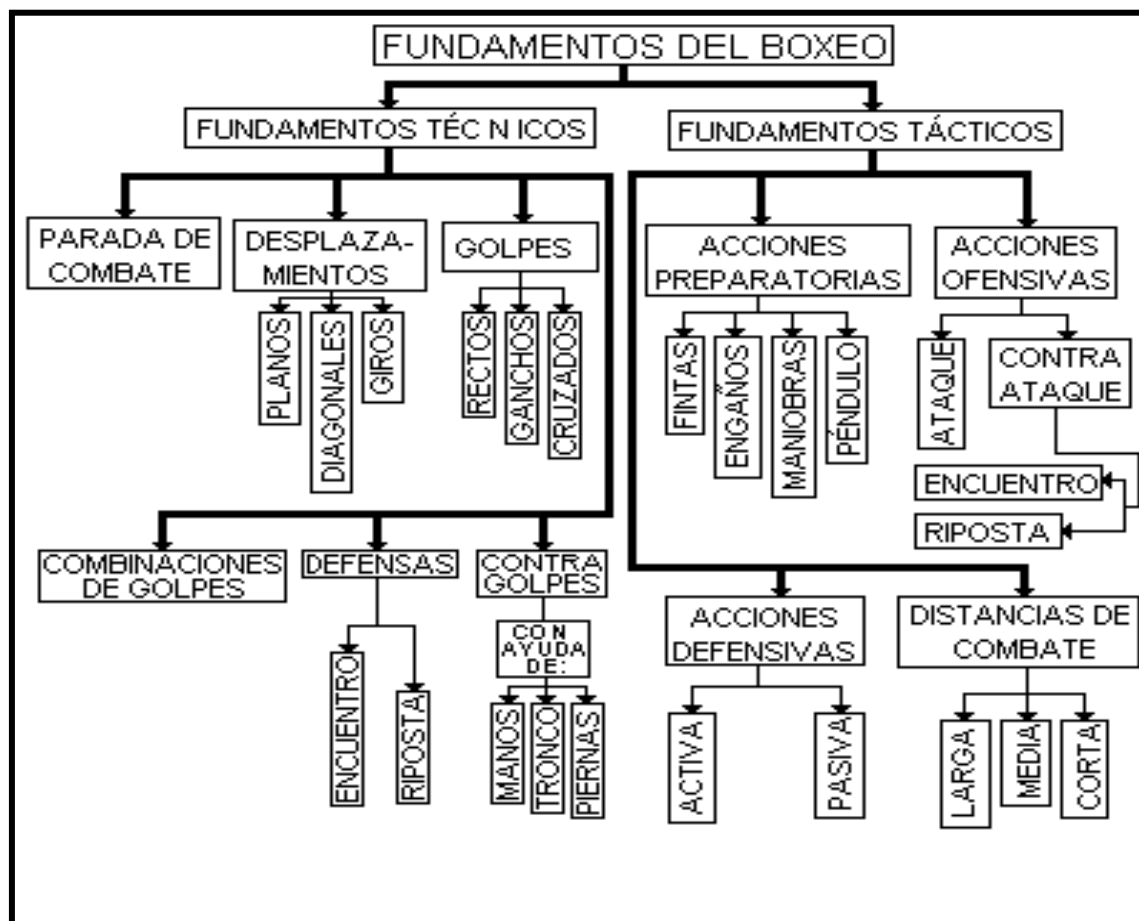 FUNDAMENTOS DEL BOXEO
FUNDAMENTOS TÉC N ICOS
FUNDAMENTOS TÁCTICOS
PARADA DE
COMBATE
DESPLAZA-
MIENTOS
GOLPES
ACCIONES
PREPARATORIAS
ACCIONES
OFENSIVAS
PLANOS
DIAGONALES
GIROS
RECTOS
GANCHOS
CRUZADOS
FINTAS
ENGAÑOS
MANIOBRAS
PÉNDULO
ATAQUE
CONTRA
ATAQUE
ENCUENTRO
RIPOSTA
COMBINACIONES
DE GOLPES
DEFENSAS
CONTRA
GOLPES
CON
AYUDA
DE:
ENCUENTRO
RIPOSTA
MANOS
TRONCO
PIERNAS
ACCIONES
DEFENSIVAS
DISTANCIAS DE
COMBATE
ACTIVA
PASIVA
LARGA
MEDIA
CORTA